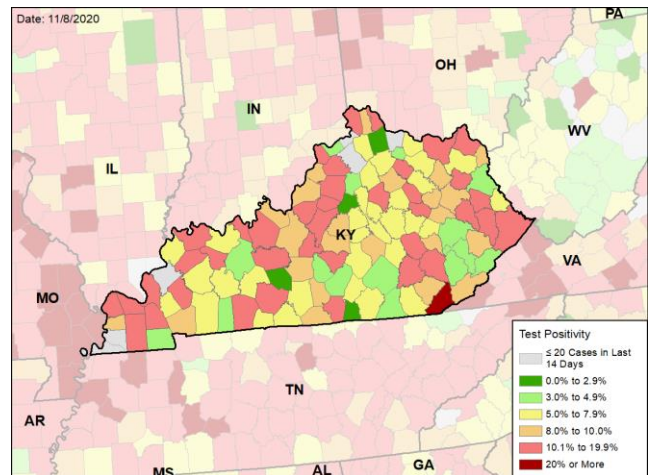 Date: 11/8/2020
PA
OH
IN
WV
IL
KY
VA
MO
TN
AR
MS
AL
GA
Test Positivity
≤ 20 Cases in Last
14 Days
0.0% to 2.9%
3.0% to 4.9%
5.0% to 7.9%
8.0% to 10.0%
10.1% to 19.9%
20% or More